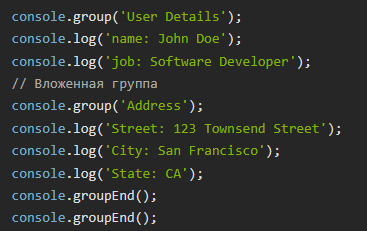 console.group('User Details');
console.log('name: John Doe');
console.log('job: Software Developer');
// Вложенная группа
console.group('Address');
console.log('Street: 123 Townsend Street');
console.log('City: San Francisco');
console.log('State: CA');
console.groupEnd();
console.groupEnd();